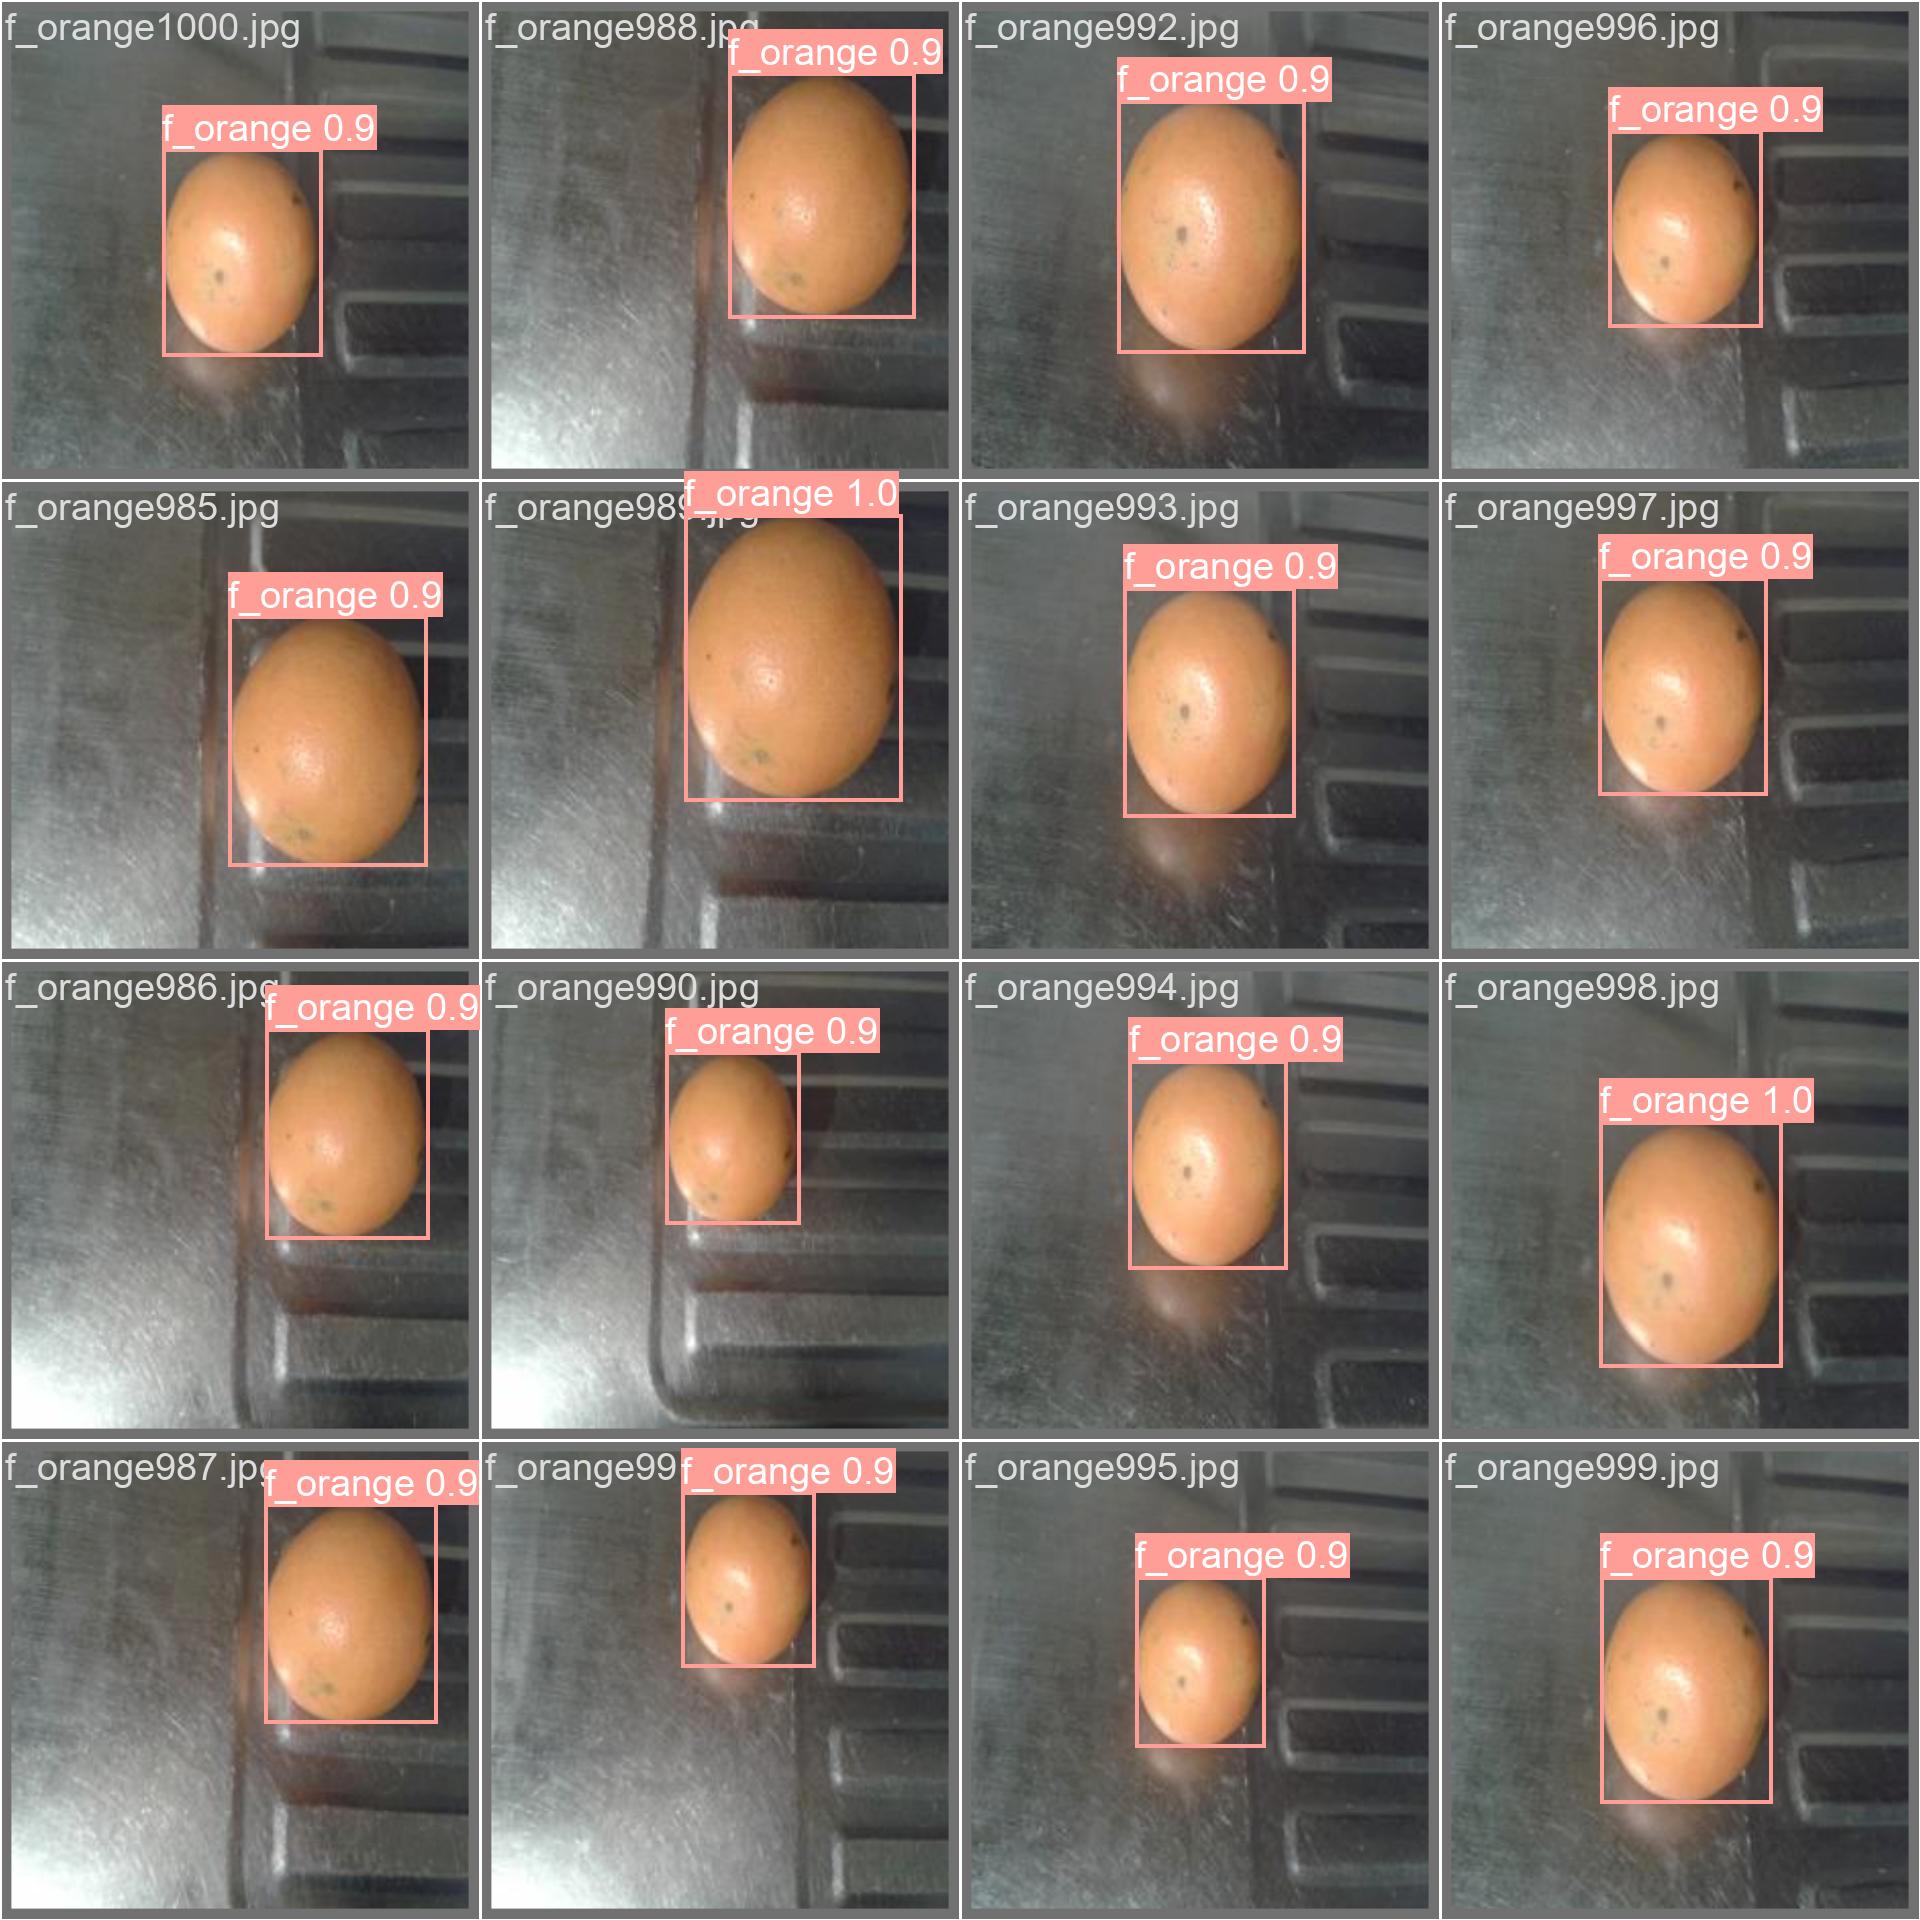 f_orange1000.jpg
f_orange 0.9
f_orange988.jpg
f_orange 0.9
f_orange992.jpg
f_orange 0.9
f_orange996.jpg
f_orange 0.9
f_orange985.jpg
f_orange 0.9
f_orange989.jpg
f_orange 1.0
f_orange993.jpg
f_orange 0.9
f_orange997.jpg
f_orange 0.9
f_orange986.jpg
f_orange 0.9
f_orange990.jpg
f_orange 0.9
f_orange994.jpg
f_orange 0.9
f_orange998.jpg
f_orange 1.0
f_orange987.jpg
f_orange 0.9
f_orange99
f_orange 0.9
f_orange995.jpg
f_orange 0.9
f_orange999.jpg
f_orange 0.9